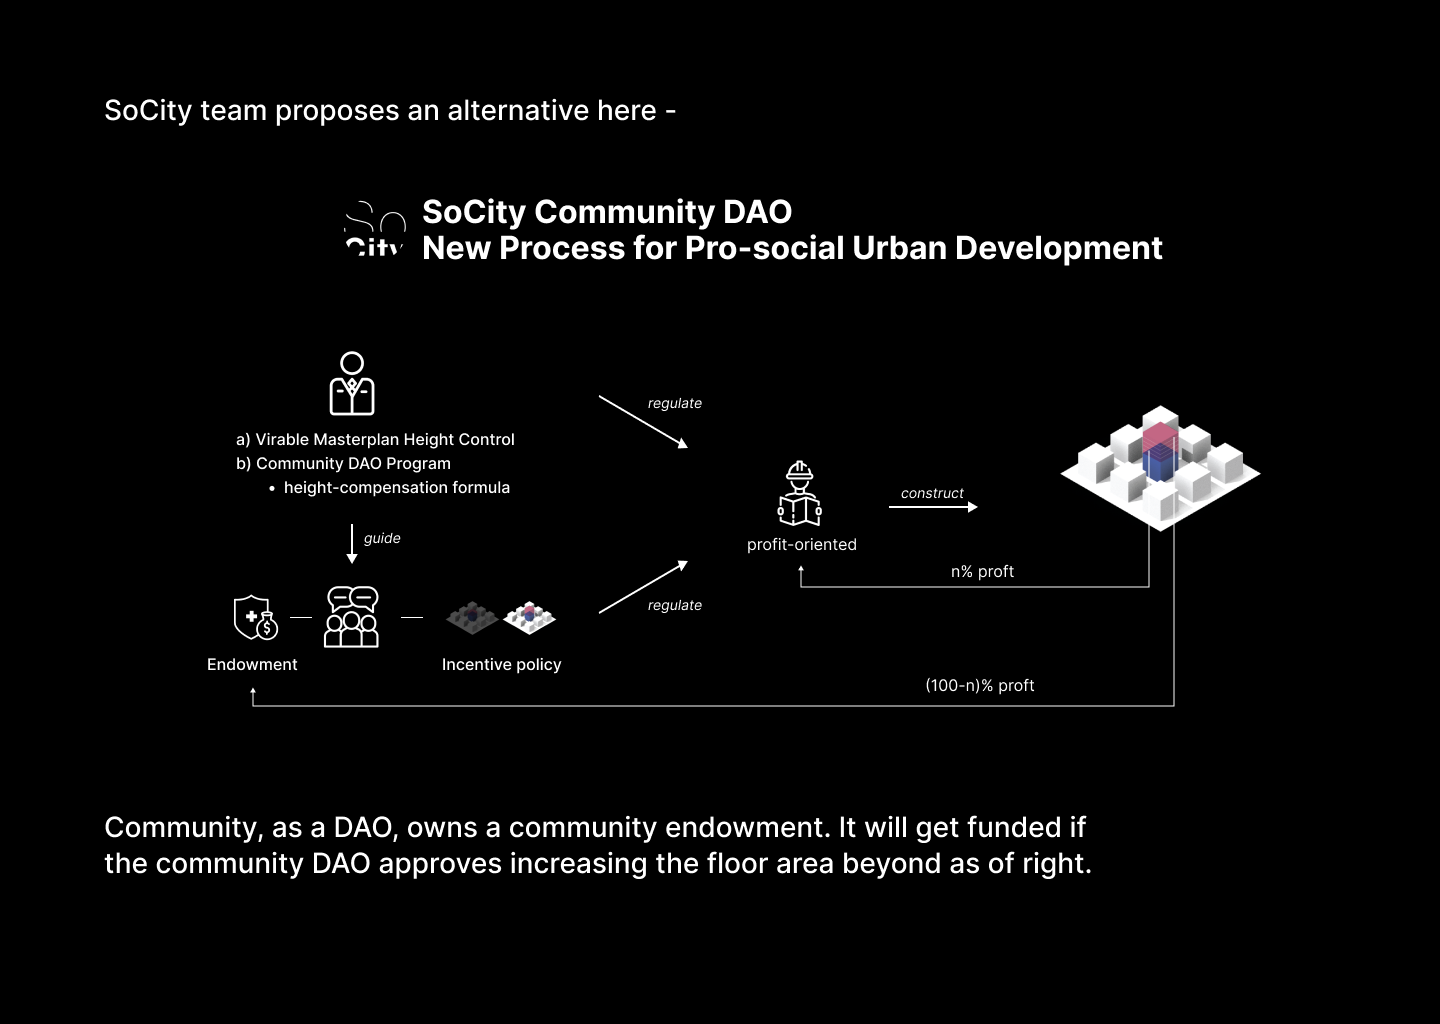 SoCity team proposes an alternative here -
So
City
SoCity Community DAO
New Process for Pro-social Urban Development
a) Virable Masterplan Height Control
b) Community DAO Program
• height-compensation formula
regulate
construct
guide
profit-oriented
n% proft
regulate
Endowment
Incentive policy
(100-n)% proft
Community, as a DAO, owns a community endowment. It will get funded if
the community DAO approves increasing the floor area beyond as of right.